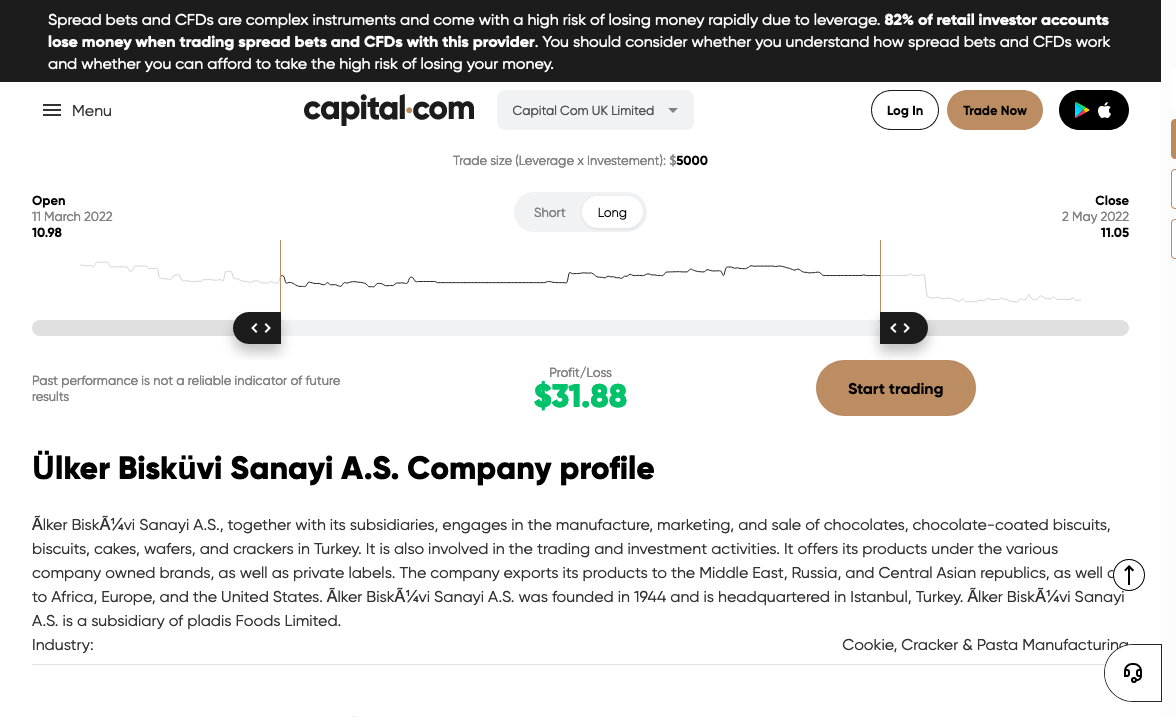 Spread bets and CFDs are complex instruments and come with a high risk of losing money rapidly due to leverage. 82% of retail investor accounts
lose money when trading spread bets and CFDs with this provider. You should consider whether you understand how spread bets and CFDs work
and whether you can afford to take the high risk of losing your money.
Menu
capital.com
Capital Com UK Limited
Log In
Trade Now
Trade size (Leverage x Investement): $5000
Open
11 March 2022
10.98
Short
Long
Close
2 May 2022
11.05
Past performance is not a reliable indicator of future
results
Profit/Loss
$31.88
Start trading
Ülker Bisküvi Sanayi A.S. Company profile
Ãlker BiskÃ¼vi Sanayi A.S., together with its subsidiaries, engages in the manufacture, marketing, and sale of chocolates, chocolate-coated biscuits,
biscuits, cakes, wafers, and crackers in Turkey. It is also involved in the trading and investment activities. It offers its products under the various
company owned brands, as well as private labels. The company exports its products to the Middle East, Russia, and Central Asian republics, as well
to Africa, Europe, and the United States. Ãlker BiskÃ¼vi Sanayi A.S. was founded in 1944 and is headquartered in Istanbul, Turkey. Ãlker BiskÃ¼vi Sanayi
A.S. is a subsidiary of pladis Foods Limited.
Industry:
Cookie, Cracker & Pasta Manufacturing